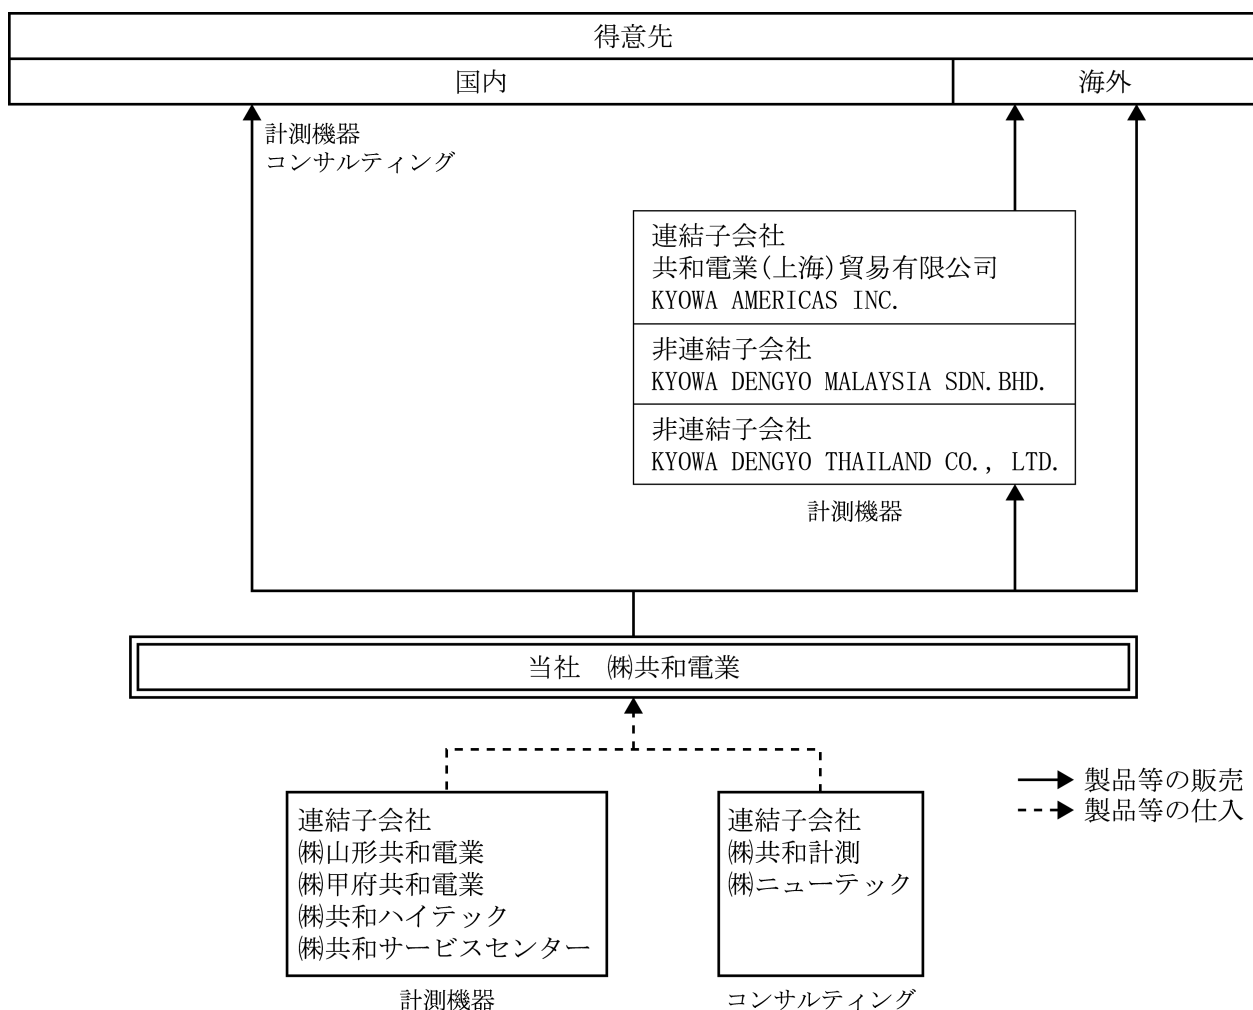 得意先
国内
海外
計測機器
コンサルティング
連結子会社
共和電業(上海)貿易有限公司
KYOWA AMERICAS INC.
非連結子会社
KYOWA DENGYO MALAYSIA SDN.BHD.
非連結子会社
KYOWA DENGYO THAILAND CO., LTD.
計測機器
当社　㈱共和電業
製品等の販売
製品等の仕入
連結子会社
㈱山形共和電業
㈱甲府共和電業
㈱共和ハイテック
㈱共和サービスセンター
計測機器
連結子会社
㈱共和計測
㈱ニューテック
コンサルティング